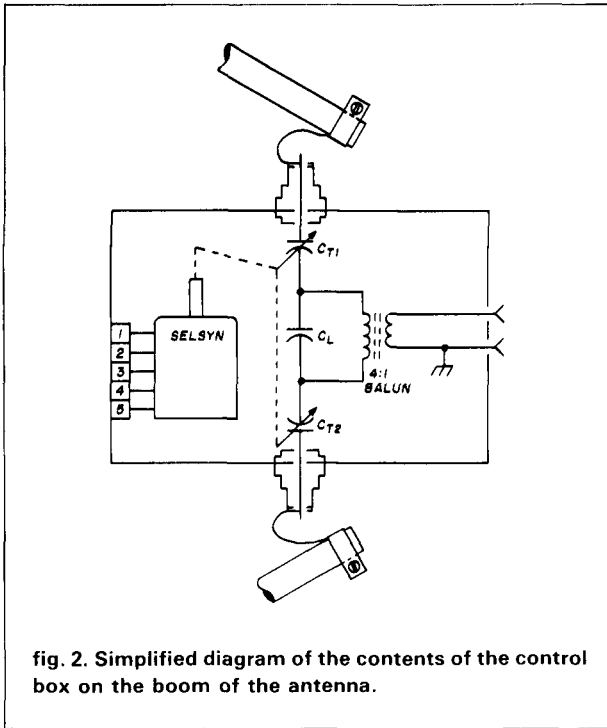 C_T1
1
2
3
4
5
SELSYN
C_L
4:1
BALUN
C_T2
fig. 2. Simplified diagram of the contents of the control
box on the boom of the antenna.